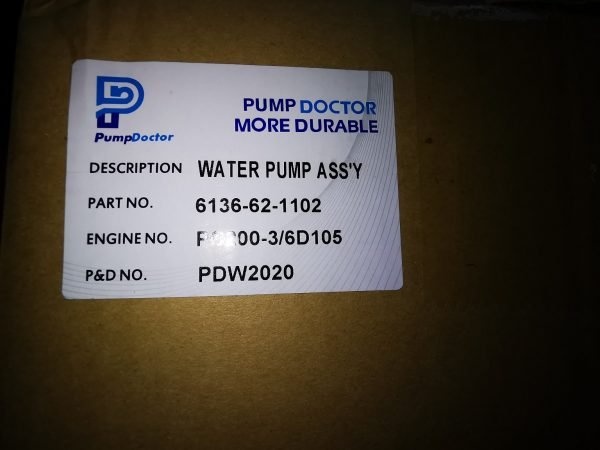 PUMP DOCTOR
MORE DURABLE
PumpDoctor
DESCRIPTION WATER PUMP ASS'Y
PART NO. 6136-62-1102
ENGINE NO.
P&D NO. PDW2020